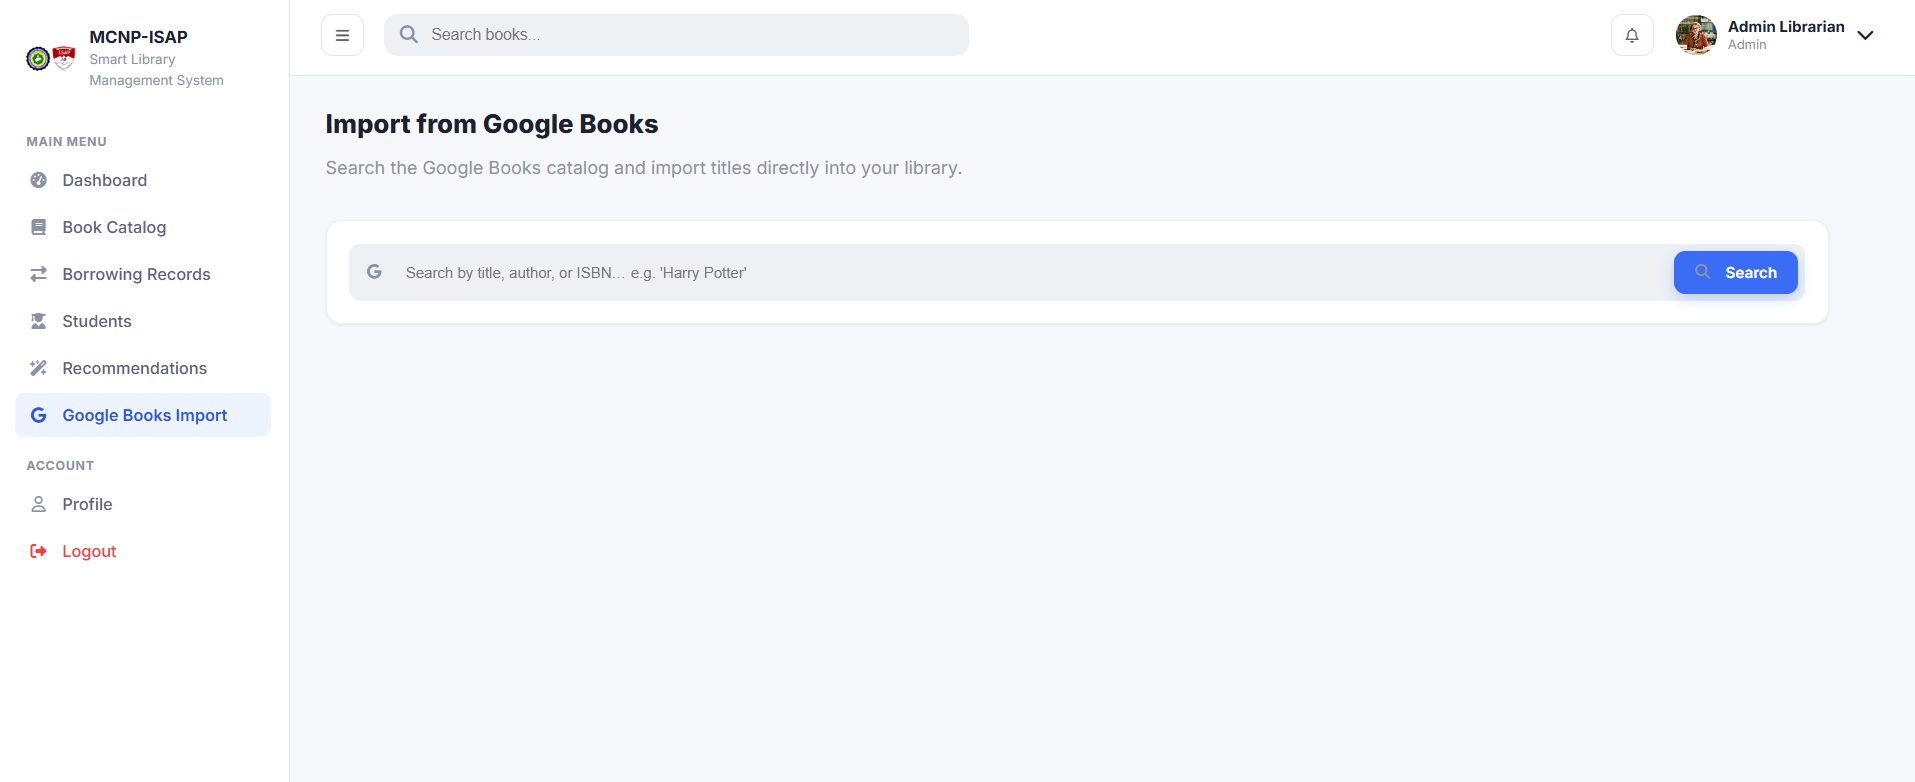 MCNP-ISAP
Smart Library
Management System
MAIN MENU
Dashboard
Book Catalog
Borrowing Records
Students
Recommendations
Google Books Import
ACCOUNT
Profile
Logout
Search books...
Admin Librarian
Admin
Import from Google Books
Search the Google Books catalog and import titles directly into your library.
Search by title, author, or ISBN... e.g. 'Harry Potter'
Search